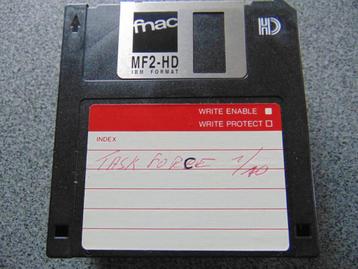 fnac
MF2-HD
IBM FORMAT
HD
WRITE ENABLE
WRITE PROTECT
INDEX
TASK FORCE 1/10